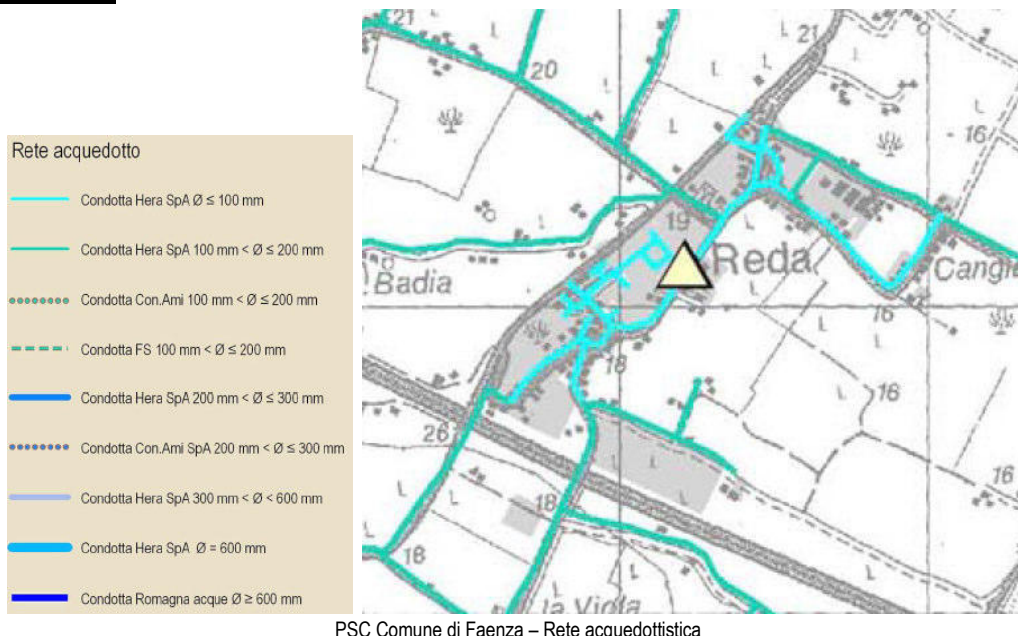 Rete acquedotto
Condotta Hera SpA Ø ≤ 100 mm
Condotta Hera SpA 100 mm < Ø ≤ 200 mm
Condotta Con.Ami 100 mm < Ø ≤ 200 mm
Condotta FS 100 mm < Ø ≤ 200 mm
Condotta Hera SpA 200 mm < Ø ≤ 300 mm
Condotta Con.Ami SpA 200 mm < Ø ≤ 300 mm
Condotta Hera SpA 300 mm < Ø < 600 mm
Condotta Hera SpA Ø = 600 mm
Condotta Romagna acque Ø ≥ 600 mm
21
21
20
16
19
Reda
Badia
Cangi
16
18
16
26
16
18
18
la Viola
PSC Comune di Faenza – Rete acquedottistica